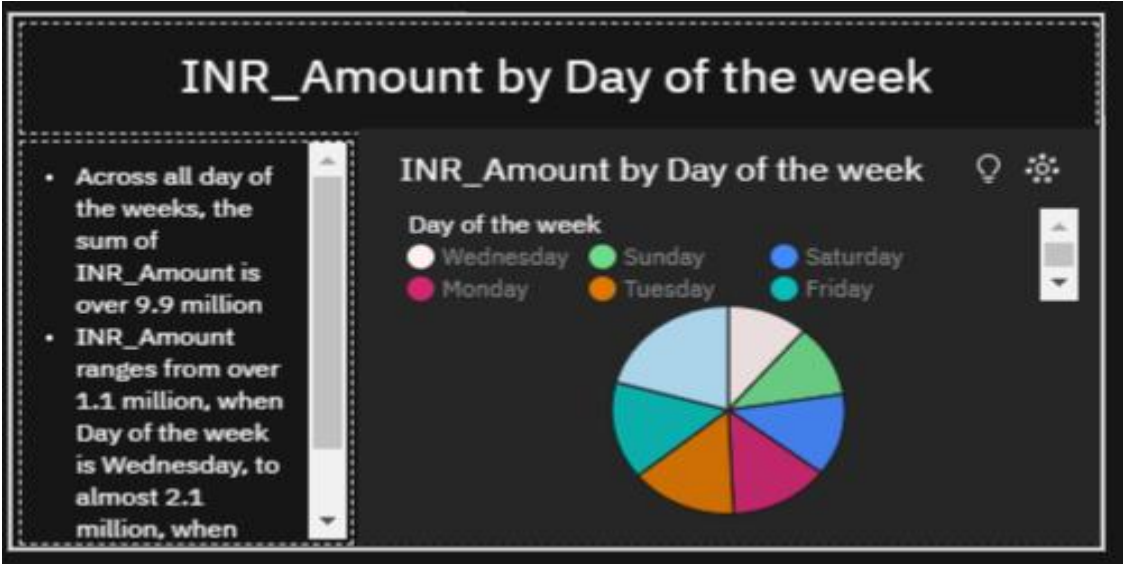 INR_Amount by Day of the week
• Across all day of
the weeks, the
sum of
INR_Amount is
over 9.9 million
• INR_Amount
ranges from over
1.1 million, when
Day of the week
is Wednesday, to
almost 2.1
million, when
INR_Amount by Day of the week
Day of the week
Wednesday Sunday Saturday
Monday Tuesday Friday